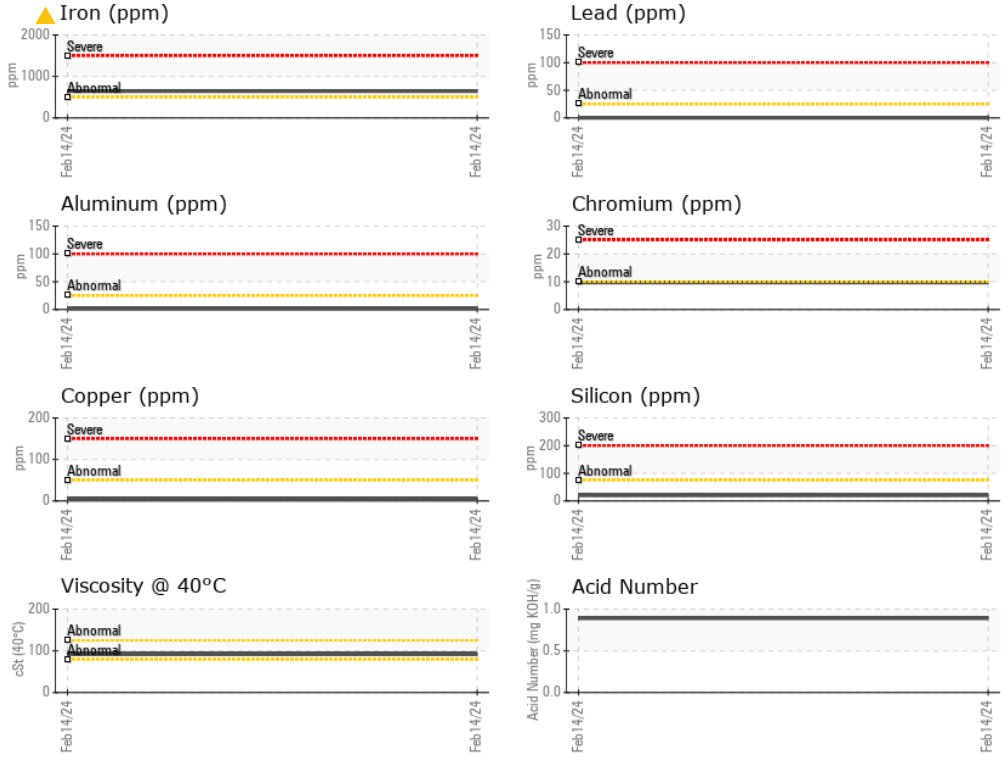 Iron (ppm)
2000
1000
0
ppm
Severe
Abnormal
Feb14/24
Feb14/24
Lead (ppm)
150
100
50
0
ppm
Severe
Abnormal
Feb14/24
Feb14/24
Aluminum (ppm)
150
100
50
0
ppm
Severe
Abnormal
Feb14/24
Feb14/24
Chromium (ppm)
30
20
10
0
ppm
Severe
Abnormal
Feb14/24
Feb14/24
Copper (ppm)
200
100
0
ppm
Severe
Abnormal
Feb14/24
Feb14/24
Silicon (ppm)
300
200
100
0
ppm
Severe
Abnormal
Feb14/24
Feb14/24
Viscosity @ 40°C
200
100
0
cSt (40°C)
Abnormal
Abnormal
Feb14/24
Feb14/24
Acid Number
1.0
0.5
0.0
Acid Number (mg KOH/g)
Feb14/24
Feb14/24